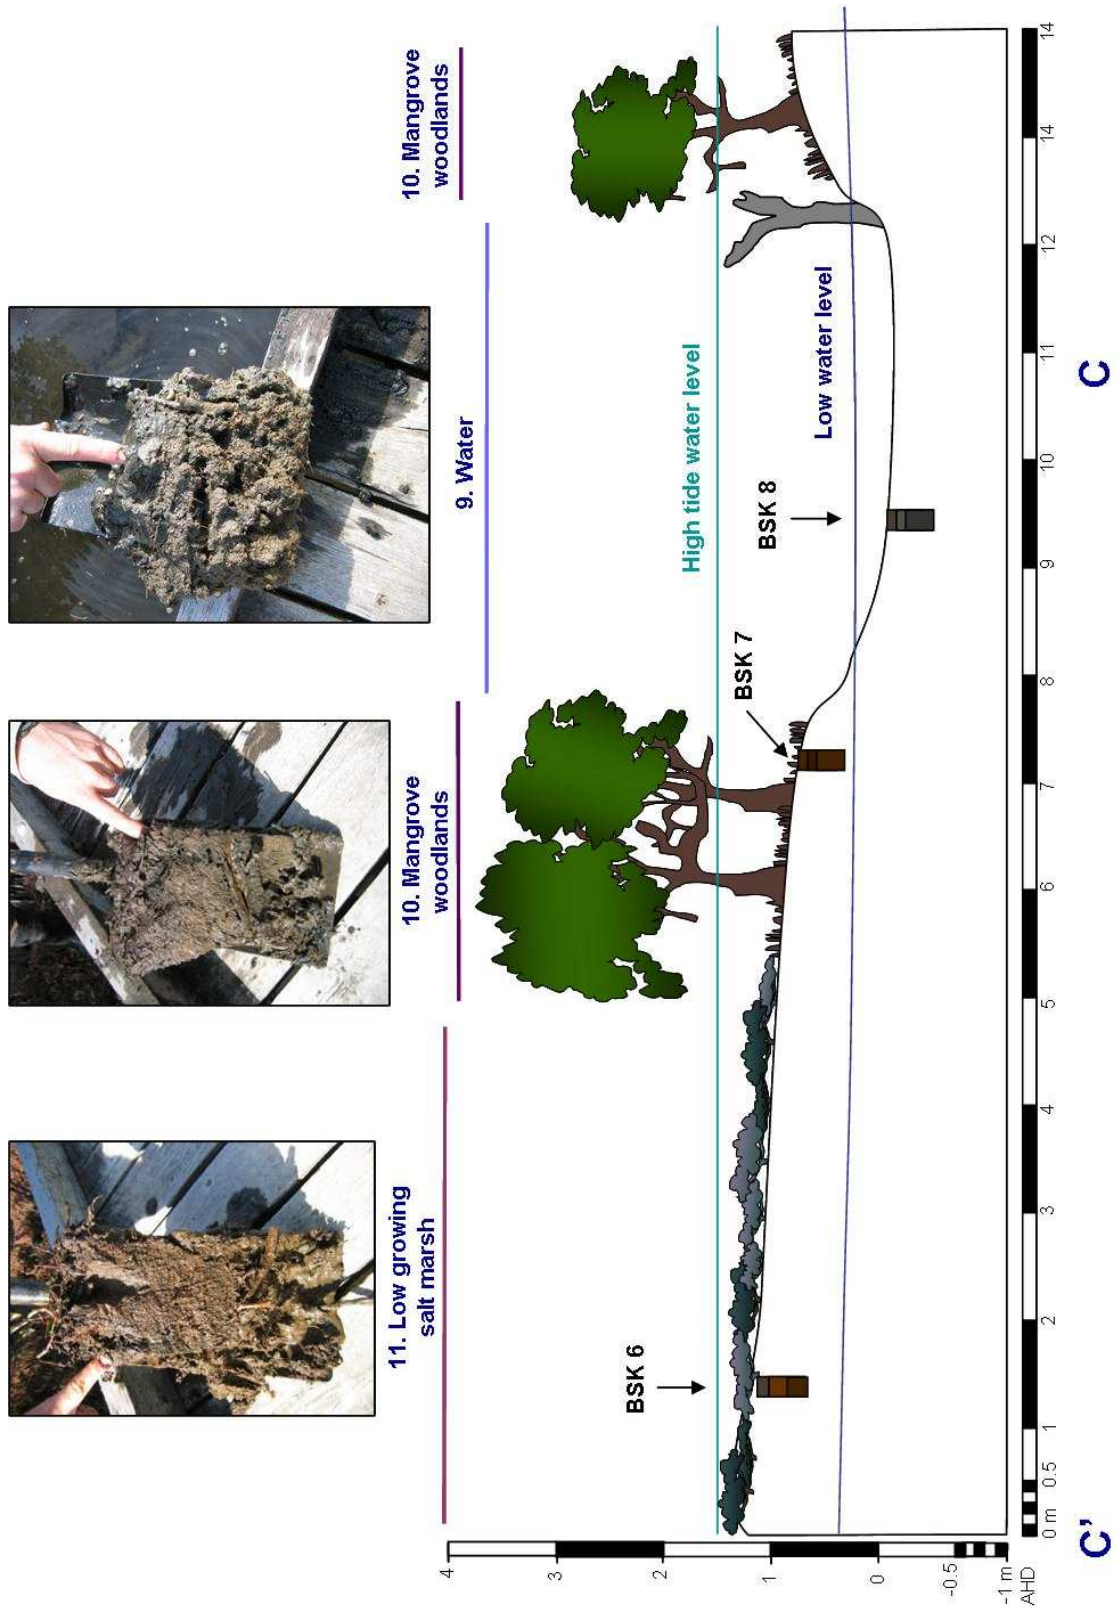 11. Low growing
salt marsh
10. Mangrove
woodlands
9. Water
10. Mangrove
woodlands
High tide water level
Low water level
BSK 6
BSK 7
BSK 8
4
3
2
1
0
-0.5
-1 m
AHD
0 m
0.5
1
2
3
4
5
6
7
8
9
10
11
12
14
14
C'
C